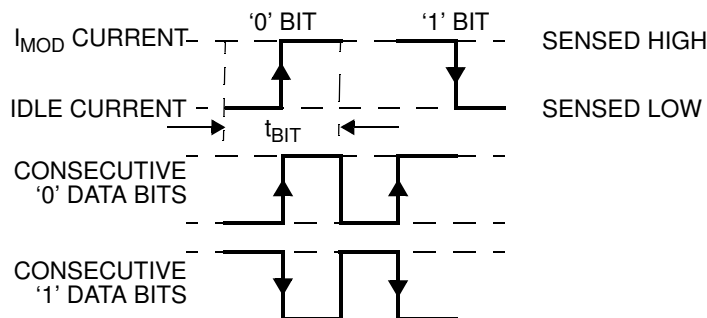 ‘0’ BIT ‘1’ BIT
I_MOD CURRENT SENSED HIGH
IDLE CURRENT SENSED LOW
t_BIT
CONSECUTIVE
‘0’ DATA BITS
CONSECUTIVE
‘1’ DATA BITS